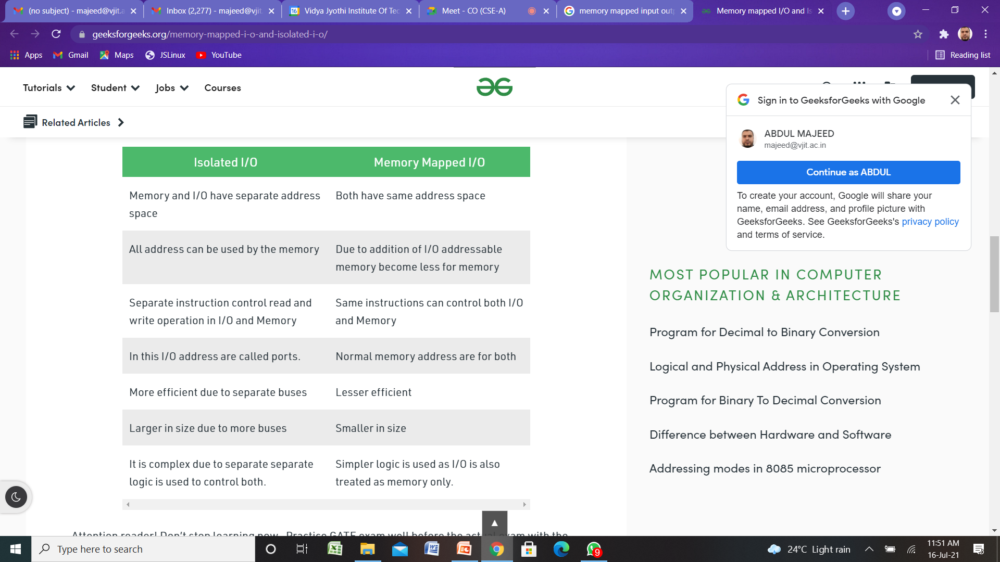 (no subject) - majeed@vjit.a
Inbox (2,277) - majeed@vjit.
16
Vidya Jyothi Institute Of Tec
Meet - CO (CSE-A)
memory mapped input outp
Memory mapped I/O and Is
geeksforgeeks.org/memory-mapped-i-o-and-isolated-i-o/
Apps
Gmail
Maps
JSLinux
YouTube
Reading list
Tutorials
Student
Jobs
Courses
Related Articles
Sign in to GeeksforGeeks with Google
ABDUL MAJEED
majeed@vjit.ac.in
Continue as ABDUL
To create your account, Google will share your
name, email address, and profile picture with
GeeksforGeeks. See GeeksforGeeks's privacy policy
and terms of service.
Isolated I/O
Memory Mapped I/O
Memory and I/O have separate address
space
Both have same address space
All address can be used by the memory
Due to addition of I/O addressable
memory become less for memory
Separate instruction control read and
write operation in I/O and Memory
Same instructions can control both I/O
and Memory
In this I/O address are called ports.
Normal memory address are for both
More efficient due to separate buses
Lesser efficient
Larger in size due to more buses
Smaller in size
It is complex due to separate separate
logic is used to control both.
Simpler logic is used as I/O is also
treated as memory only.
MOST POPULAR IN COMPUTER
ORGANIZATION & ARCHITECTURE
Program for Decimal to Binary Conversion
Logical and Physical Address in Operating System
Program for Binary To Decimal Conversion
Difference between Hardware and Software
Addressing modes in 8085 microprocessor
Attention reader! Don't stop learning now. Practice GATE exam well before the actual exam with the
Type here to search
9
24°C Light rain
11:51 AM
16-Jul-21